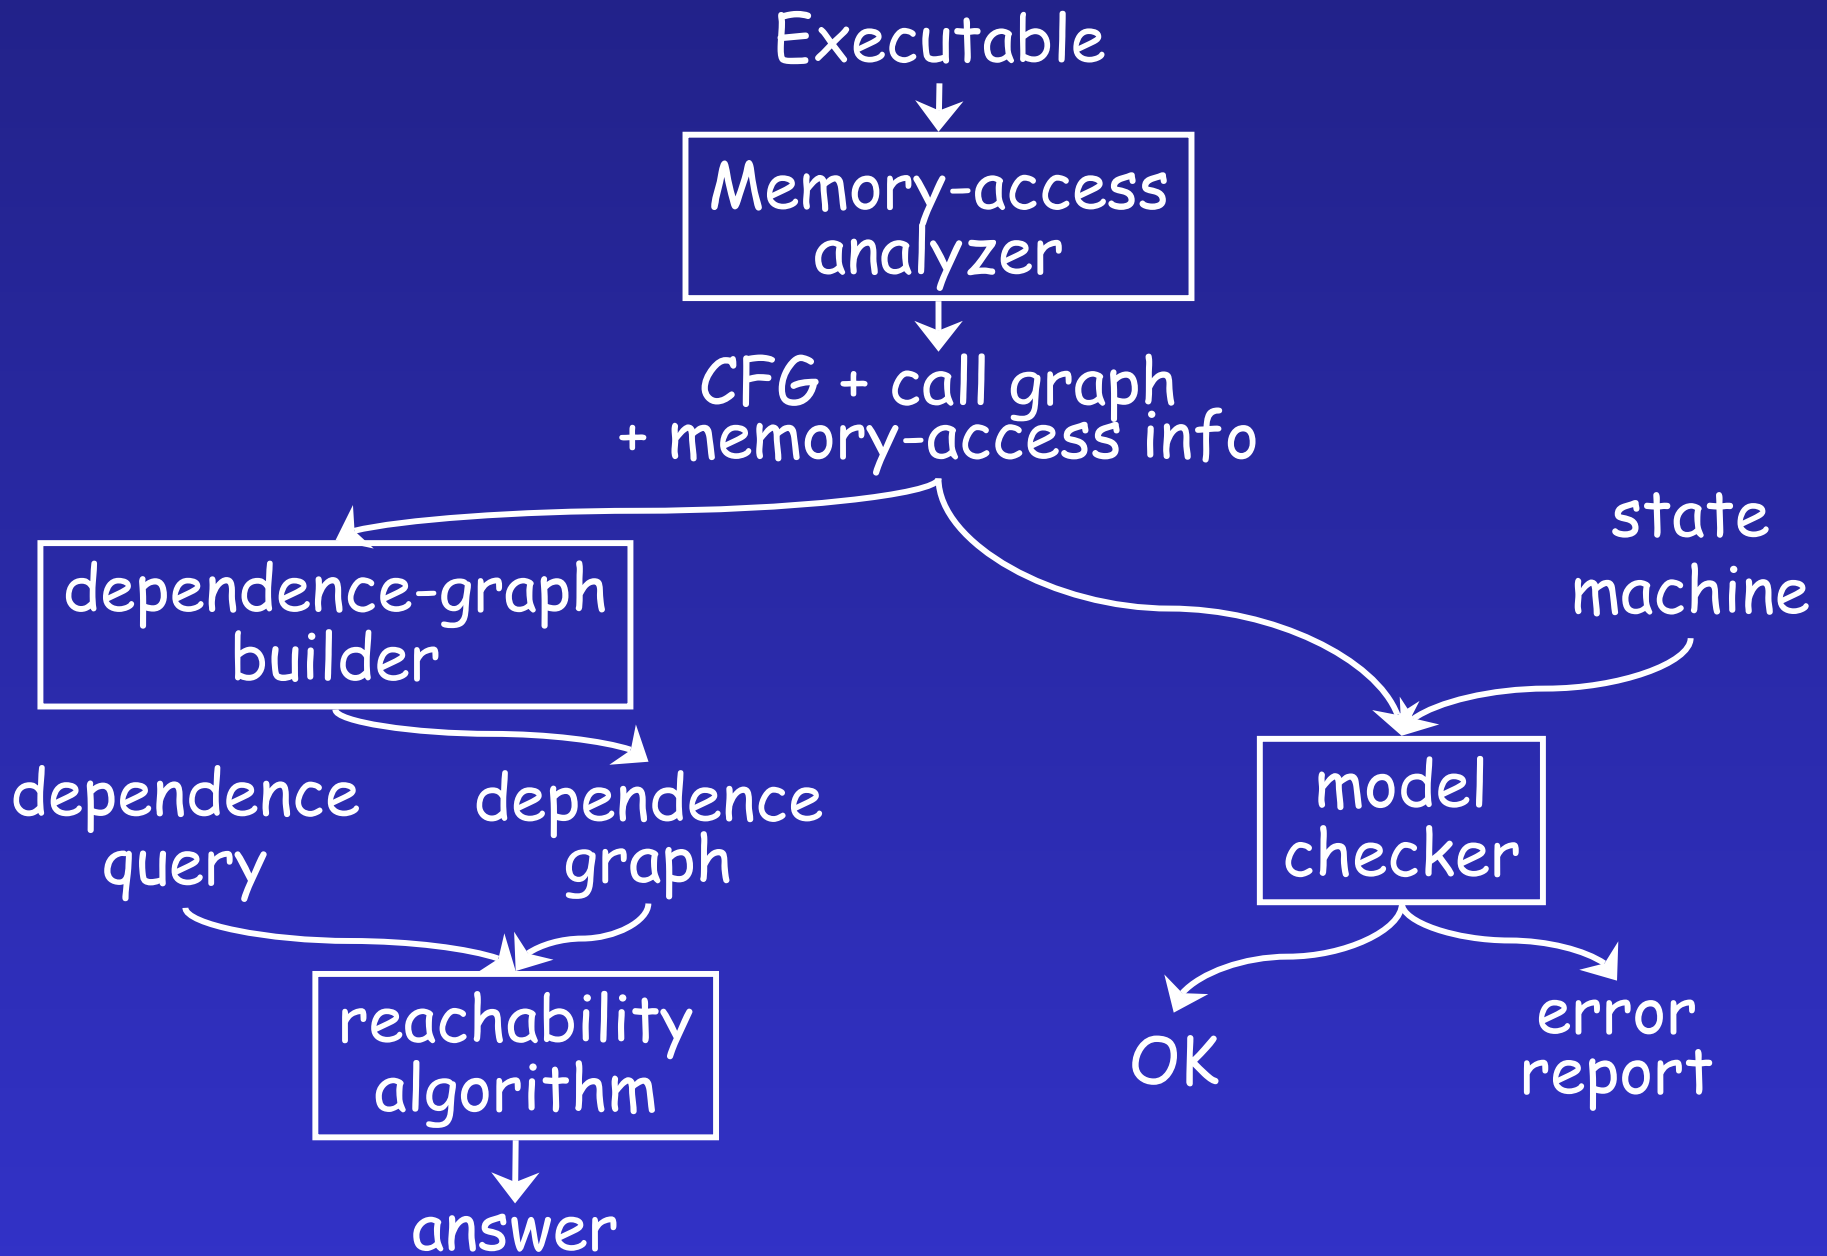 Executable
Memory-access
analyzer
CFG + call graph
+ memory-access info
state
machine
dependence-graph
builder
dependence
query
dependence
graph
model
checker
reachability
algorithm
OK
error
report
answer